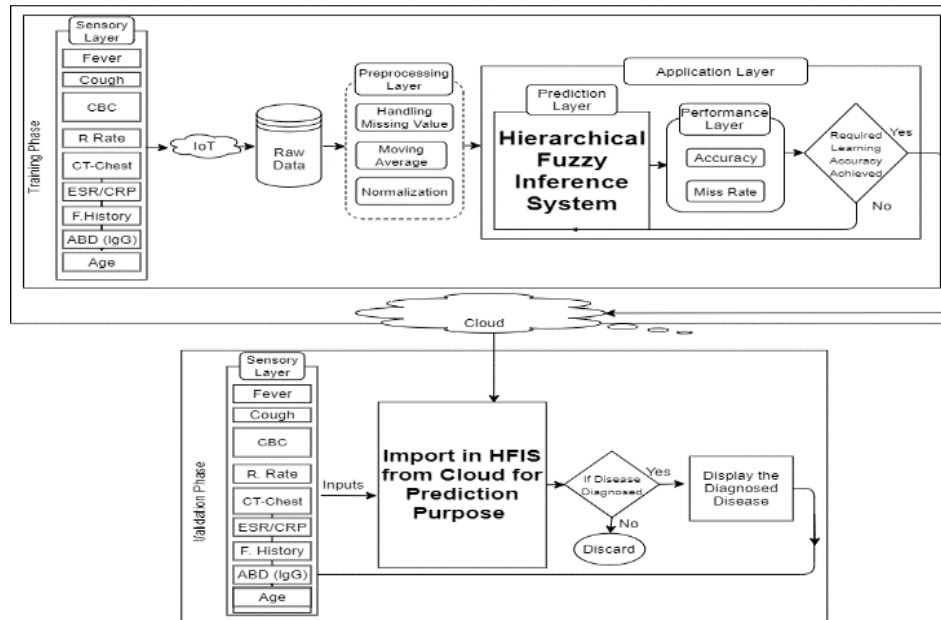 Training Phase
Sensory
Layer
Fever
Cough
CBC
R Rate
CT-Chest
ESR/CRP
F.History
ABD (IgG)
Age
IoT
Raw
Data
Preprocessing
Layer
Handling
Missing Value
Moving
Average
Normalization
Application Layer
Prediction
Layer
Hierarchical
Fuzzy
Inference
System
Performance
Layer
Accuracy
Miss Rate
Required
Learning
Accuracy
Achieved
Yes
No
Cloud
Validation Phase
Sensory
Layer
Fever
Cough
CBC
R. Rate
CT-Chest
ESR/CRP
F. History
ABD (IgG)
Age
Inputs
Import in HFIS
from Cloud for
Prediction
Purpose
If Disease
Diagnosed
Yes
No
Discard
Display the
Diagnosed
Disease